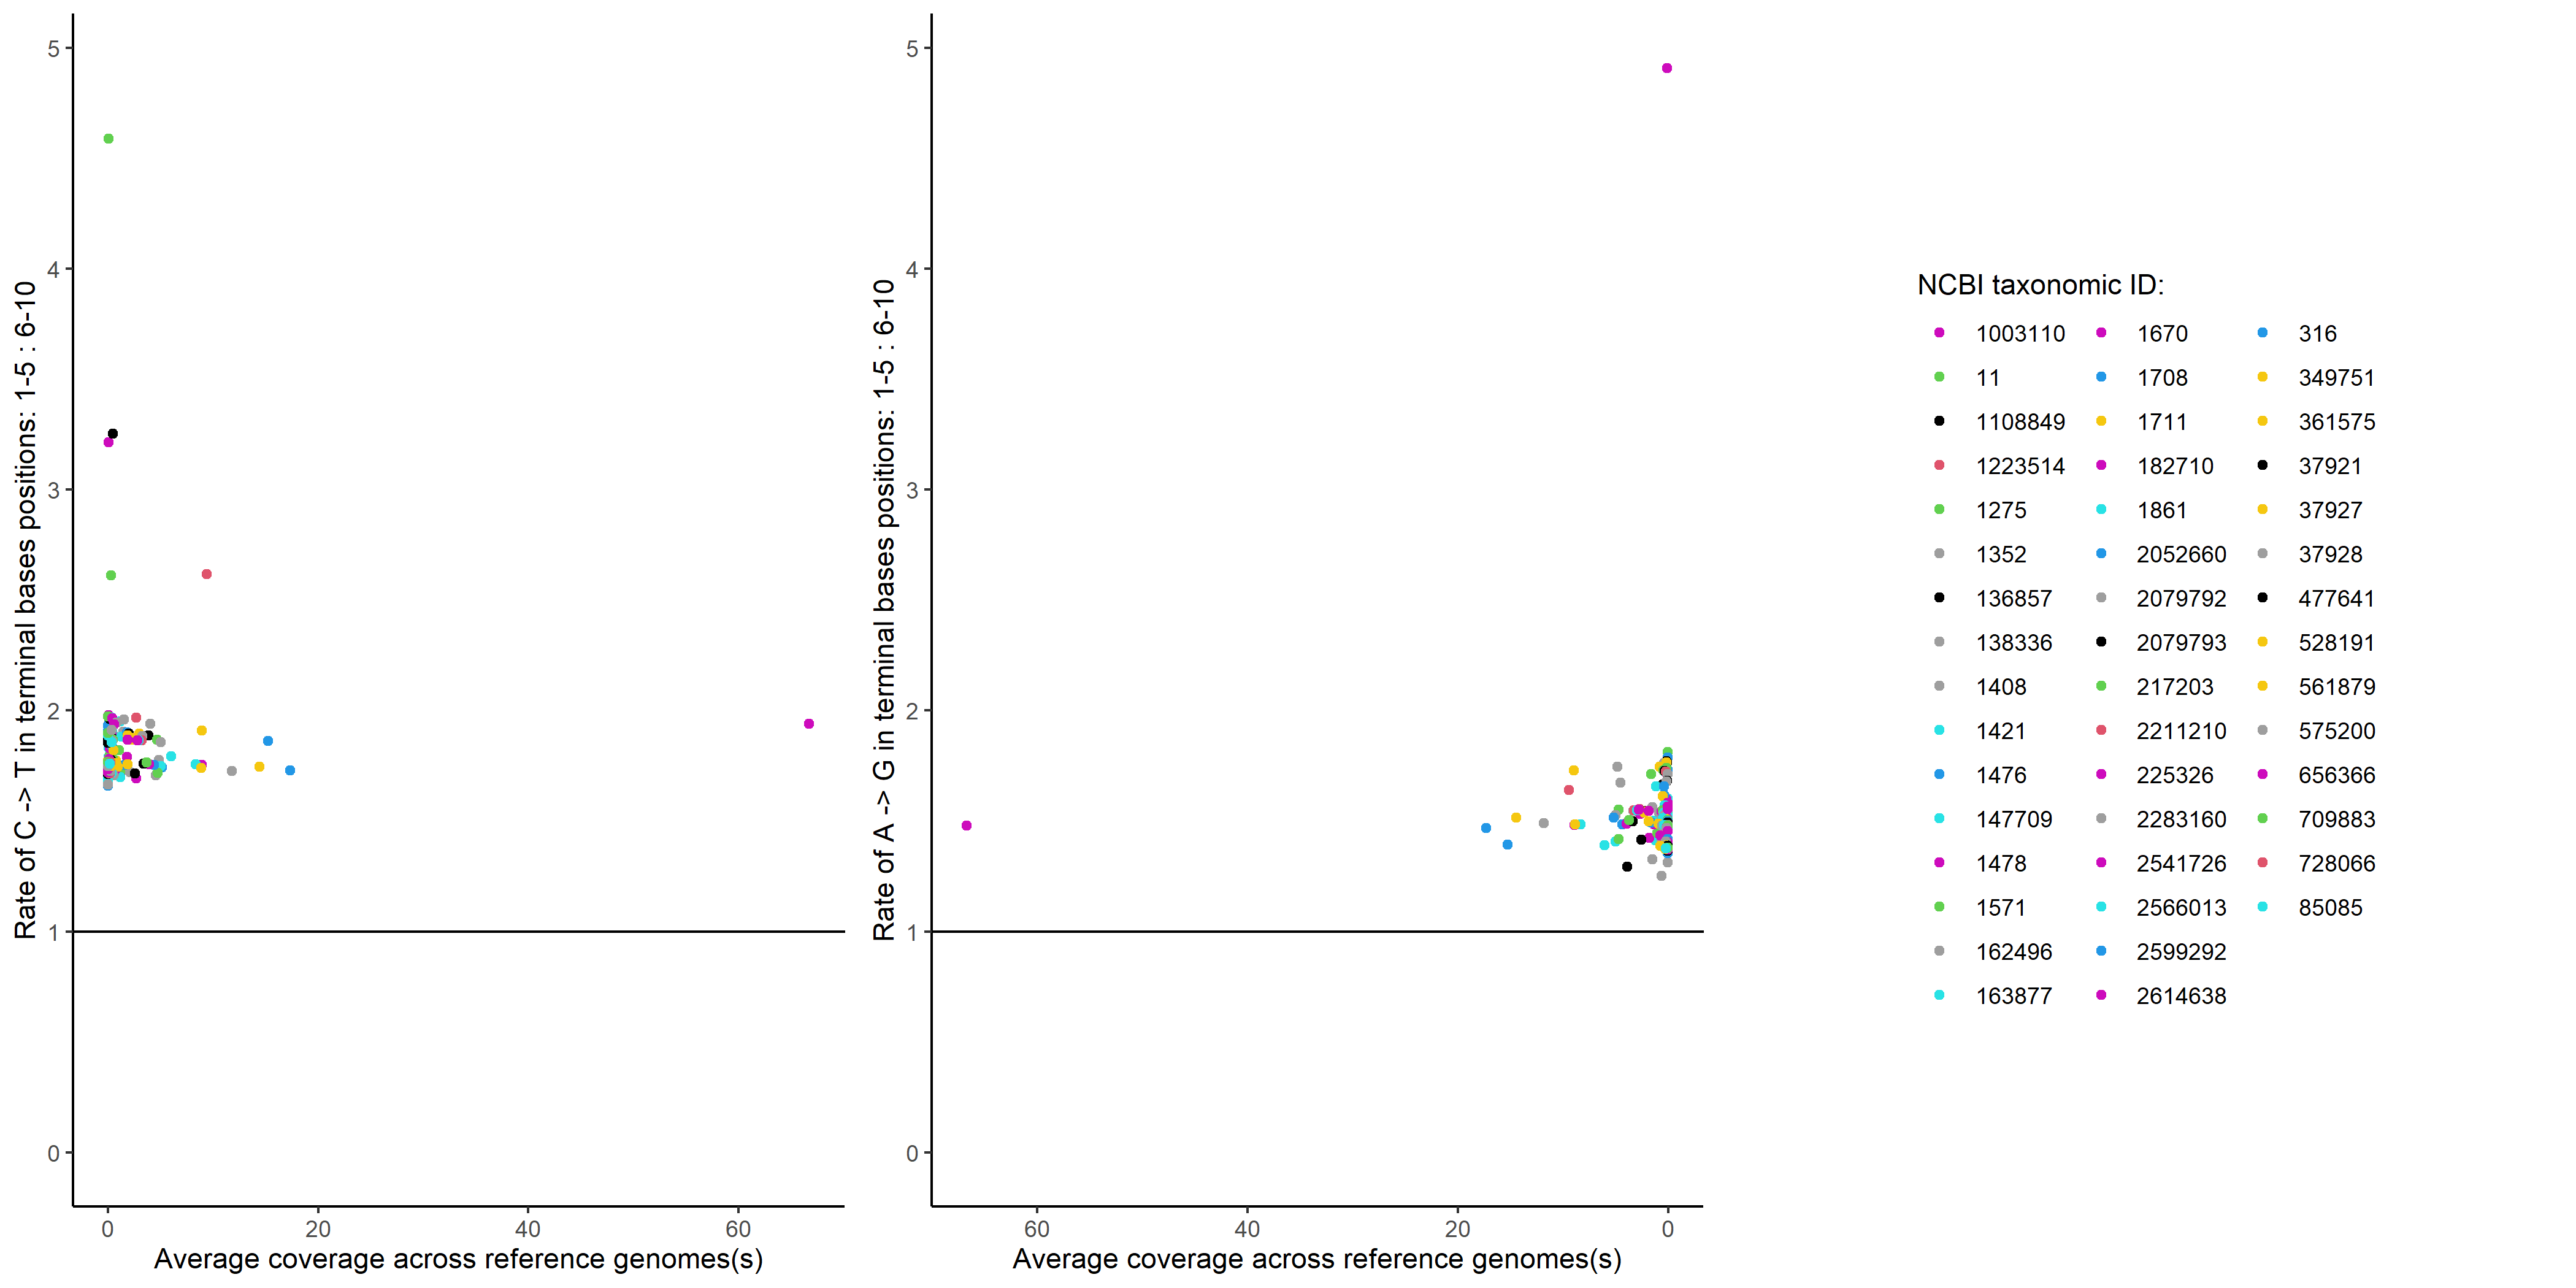 Rate of C -> T in terminal bases positions: 1-5 : 6-10
5
4
3
2
1
0
0 20 40 60
Average coverage across reference genomes(s)
Rate of A -> G in terminal bases positions: 1-5 : 6-10
5
4
3
2
1
0
60 40 20 0
Average coverage across reference genomes(s)
NCBI taxonomic ID:
1003110 1670 316
11 1708 349751
1108849 1711 361575
1223514 182710 37921
1275 1861 37927
1352 2052660 37928
136857 2079792 477641
138336 2079793 528191
1408 217203 561879
1421 2211210 575200
1476 225326 656366
147709 2283160 709883
1478 2541726 728066
1571 2566013 85085
162496 2599292
163877 2614638